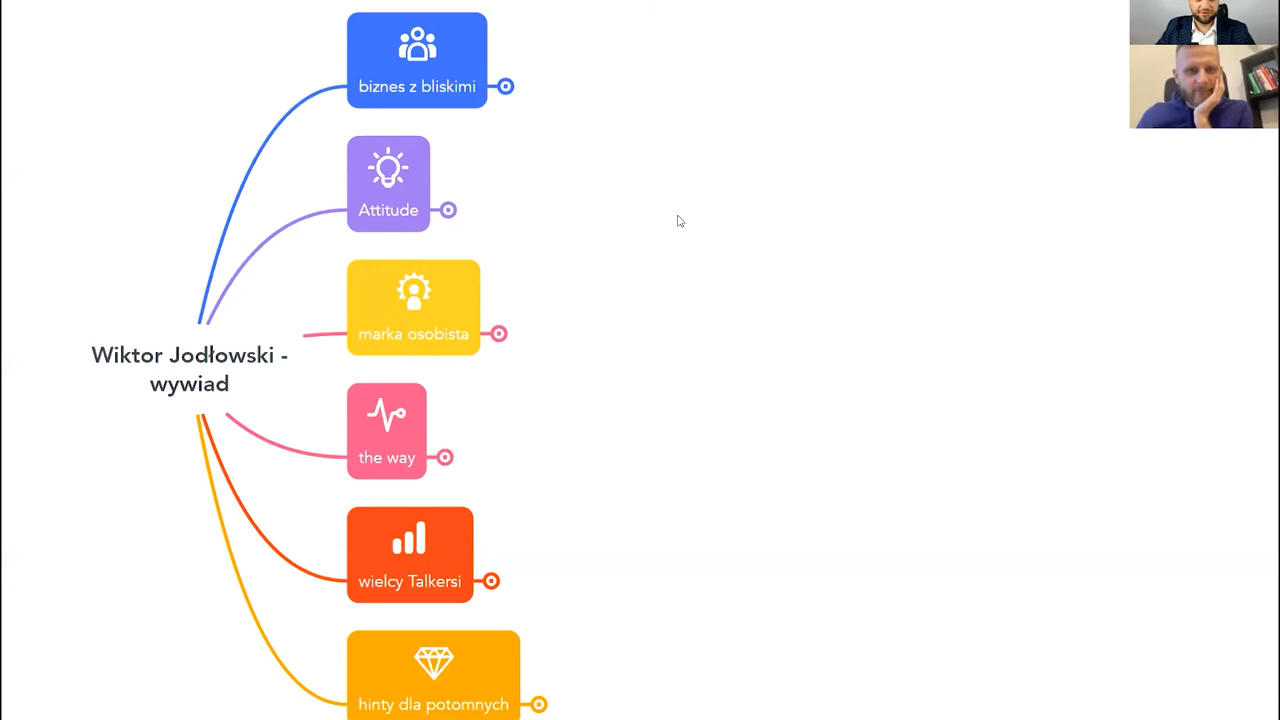 biznes z bliskimi
Attitude
marka osobista
Wiktor Jodłowski -
wywiad
the way
wielcy Talkersi
hinty dla potomnych